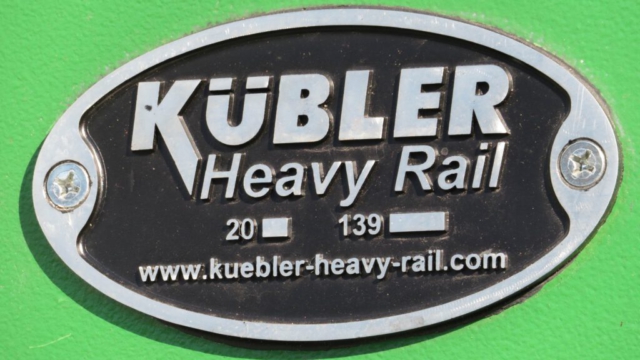 KÜBLER
Heavy Rail
20 139
www.kuebler-heavy-rail.com